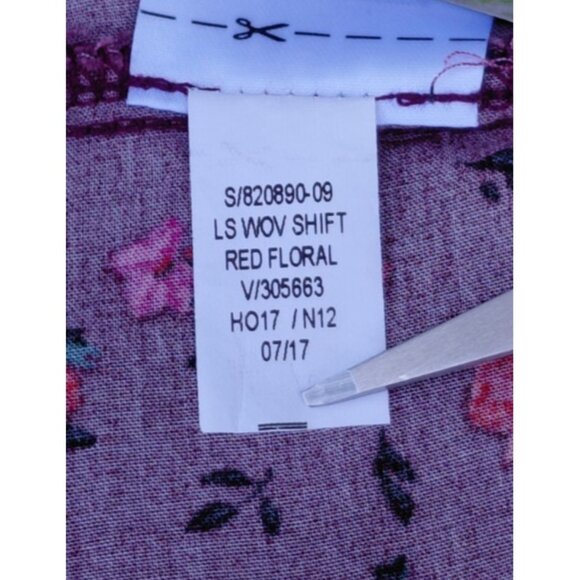 S/820890-09
LS WOV SHIFT
RED FLORAL
V/305663
HO17 / N12
07/17